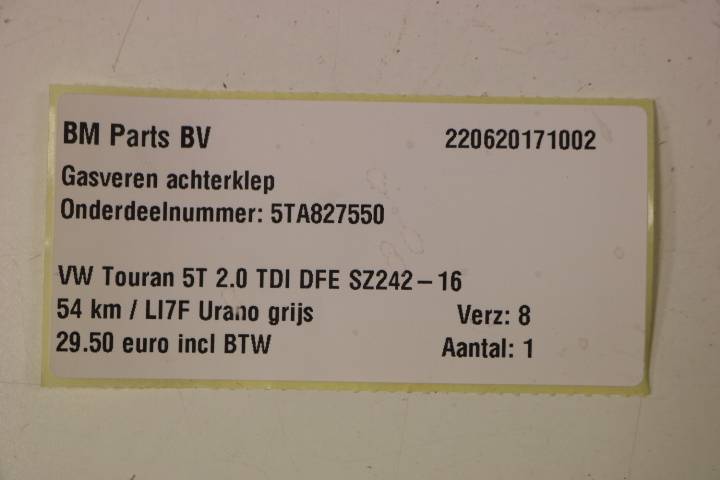 BM Parts BV 220620171002
Gasveren achterklep
Onderdeelnummer: 5TA827550
VW Touran 5T 2.0 TDI DFE SZ242-16
54 km / LI7F Urano grijs Verz: 8
29.50 euro incl BTW Aantal: 1